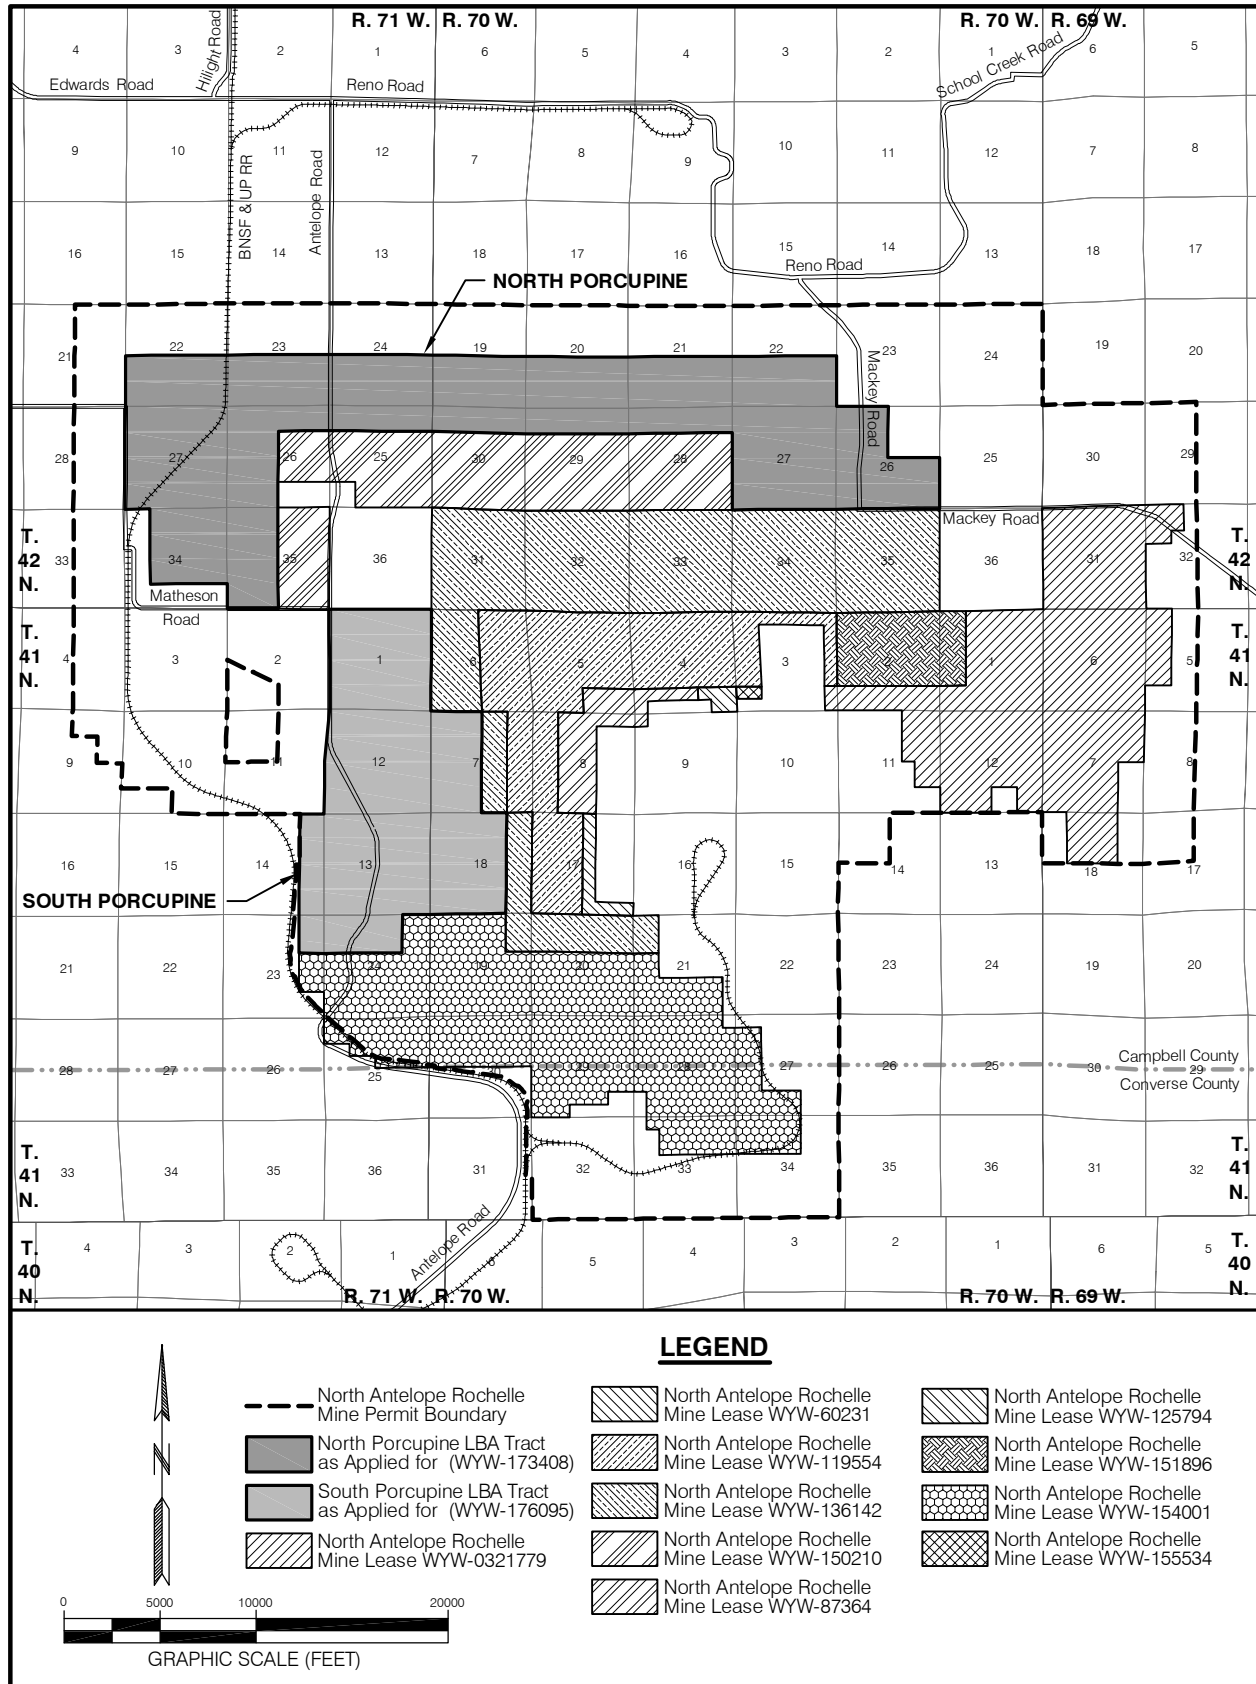 R. 71 W. R. 70 W.
R. 70 W. R. 69 W.
4 3 2 1 6 5 4 3 2 1 6 5
Hilight Road
School Creek Road
Edwards Road
Reno Road
9 10 11 12 7 8 9 10 11 12 7 8
BNSF & UP RR
Antelope Road
16 15 14 13 18 17 16 15 14 13 18 17
Reno Road
NORTH PORCUPINE
21 22 23 24 19 20 21 22 23 24 19 20
Mackey Road
28 27 26 25 30 29 28 27 26 25 30 29
Mackey Road
T.
42
N.
33 34 35 36 31 32 33 34 35 36 31 32
T.
42
N.
Matheson
Road
T.
41
N.
4 3 2 1 6 5 4 3 2 1 6 5
T.
41
N.
9 10 11 12 7 8 9 10 11 12 7 8
16 15 14 13 18 17 16 15 14 13 18 17
SOUTH PORCUPINE
21 22 23 24 19 20 21 22 23 24 19 20
Campbell County
28 27 26 25 30 29 28 27 26 25 30 29
Converse County
T.
41
N.
33 34 35 36 31 32 33 34 35 36 31 32
T.
41
N.
Antelope Road
T.
40
N.
4 3 2 1 6 5 4 3 2 1 6 5
T.
40
N.
R. 71 W. R. 70 W.
R. 70 W. R. 69 W.
LEGEND
North Antelope Rochelle
Mine Permit Boundary
North Porcupine LBA Tract
as Applied for (WYW-173408)
South Porcupine LBA Tract
as Applied for (WYW-176095)
North Antelope Rochelle
Mine Lease WYW-0321779
North Antelope Rochelle
Mine Lease WYW-60231
North Antelope Rochelle
Mine Lease WYW-119554
North Antelope Rochelle
Mine Lease WYW-136142
North Antelope Rochelle
Mine Lease WYW-150210
North Antelope Rochelle
Mine Lease WYW-87364
North Antelope Rochelle
Mine Lease WYW-125794
North Antelope Rochelle
Mine Lease WYW-151896
North Antelope Rochelle
Mine Lease WYW-154001
North Antelope Rochelle
Mine Lease WYW-155534
N
0 5000 10000 20000
GRAPHIC SCALE (FEET)